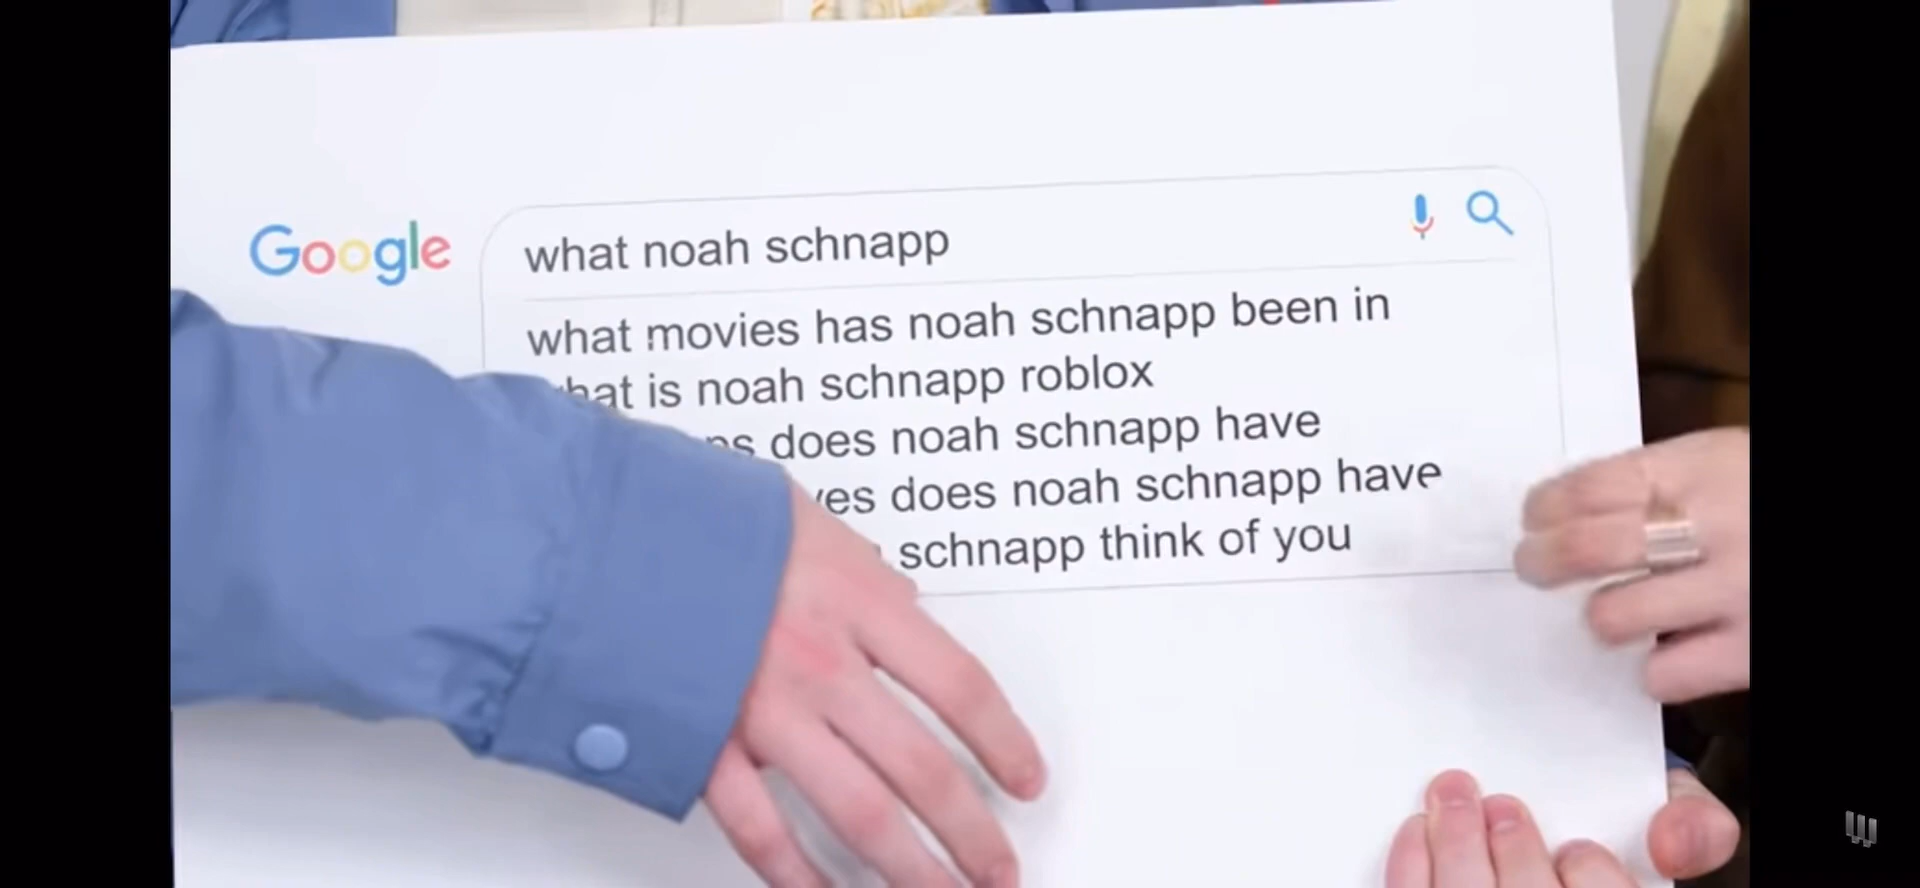 Google
what noah schnapp
what movies has noah schnapp been in
is noah schnapp roblox
does noah schnapp have
does noah schnapp have
schnapp think of you